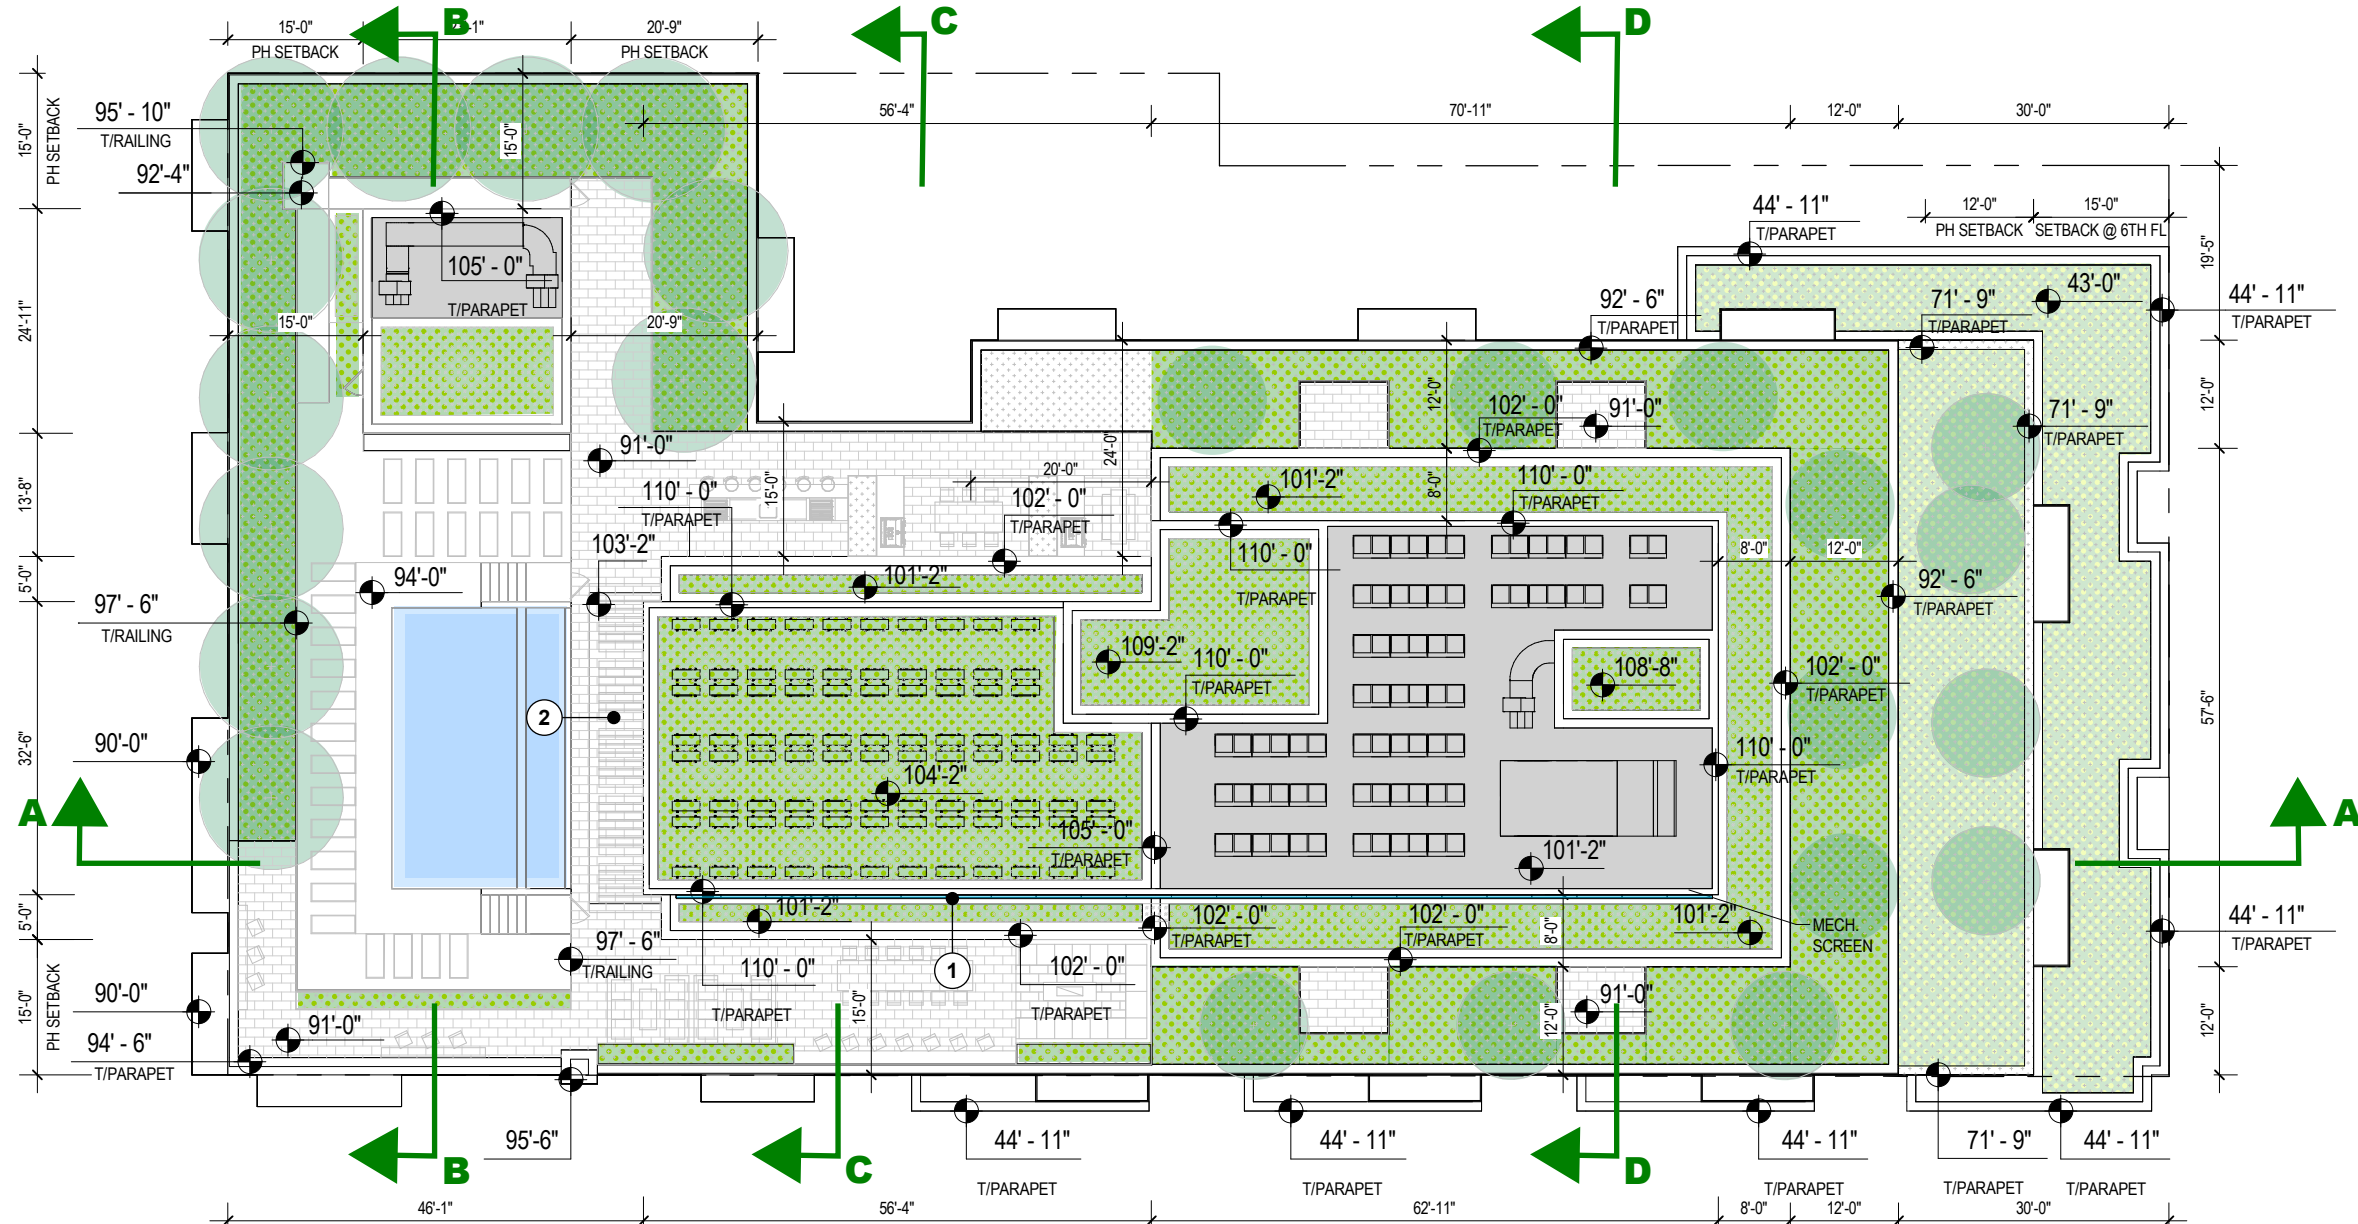 B
C
D
15'-0"
20'-9"
PH SETBACK
PH SETBACK
56'-4"
70'-11"
12'-0"
30'-0"
15'-0"
PH SETBACK
95' - 10"
T/RAILING
92'-4"
15'-0"
44' - 11"
T/PARAPET
12'-0"
15'-0"
PH SETBACK
SETBACK @ 6TH FL
19'-5"
105' - 0"
T/PARAPET
43'-0"
44' - 11"
T/PARAPET
92' - 6"
T/PARAPET
71' - 9"
T/PARAPET
24'-11"
15'-0"
20'-9"
12'-0"
12'-0"
102' - 0"
T/PARAPET
91'-0"
71' - 9"
T/PARAPET
91'-0"
24'-0"
13'-8"
15'-0"
20'-0"
8'-0"
110' - 0"
T/PARAPET
102' - 0"
T/PARAPET
101'-2"
110' - 0"
T/PARAPET
103'-2"
110' - 0"
T/PARAPET
8'-0"
12'-0"
5'-0"
94'-0"
101'-2"
92' - 6"
T/PARAPET
97' - 6"
T/RAILING
109'-2"
110' - 0"
T/PARAPET
108'-8"
102' - 0"
T/PARAPET
57'-6"
2
90'-0"
32'-6"
104'-2"
110' - 0"
T/PARAPET
A
A
105' - 0"
T/PARAPET
101'-2"
5'-0"
101'-2"
102' - 0"
T/PARAPET
102' - 0"
T/PARAPET
8'-0"
101'-2"
MECH.
SCREEN
44' - 11"
T/PARAPET
97' - 6"
T/RAILING
110' - 0"
T/PARAPET
1
102' - 0"
T/PARAPET
15'-0"
PH SETBACK
90'-0"
91'-0"
15'-0"
12'-0"
91'-0"
12'-0"
94' - 6"
T/PARAPET
95'-6"
44' - 11"
T/PARAPET
44' - 11"
T/PARAPET
44' - 11"
T/PARAPET
71' - 9"
T/PARAPET
44' - 11"
T/PARAPET
B
C
D
46'-1"
56'-4"
62'-11"
8'-0"
12'-0"
30'-0"